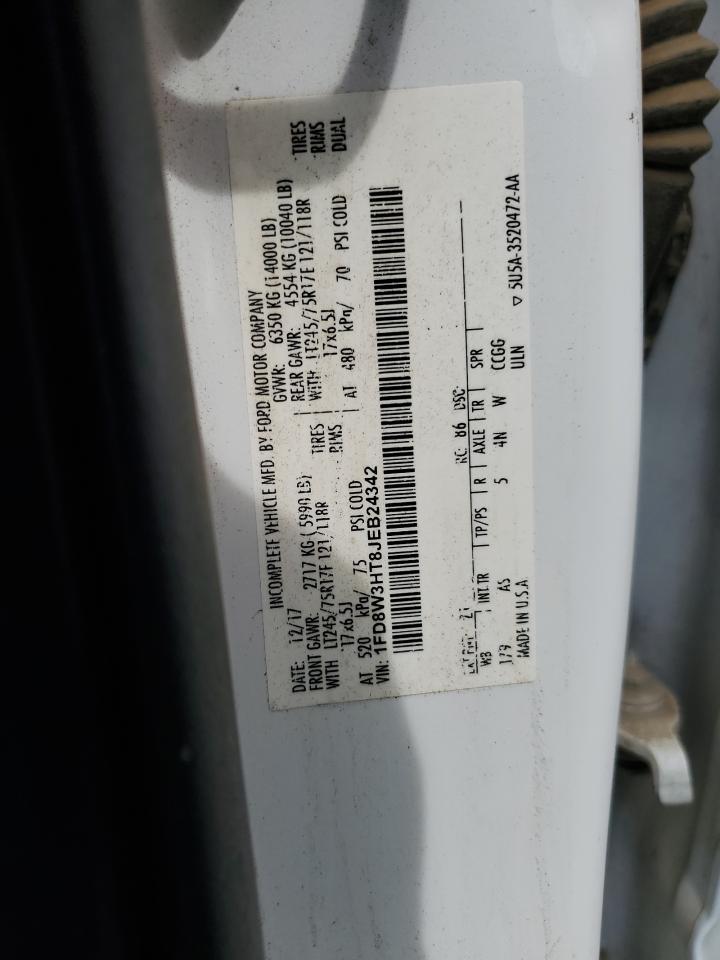 INCOMPLETE VEHICLE MFD. BY FORD MOTOR COMPANY
DATE: 12/17 GVWR: 6350 KG (14000 LB)
FRONT GAWR: 2717 KG (5990 LB) REAR GAWR: 4554 KG (10040 LB)
WITH LT245/75R17E 121/118R TIRES WITH LT245/75R17E 121/118R TIRES
17x6.5J RIMS 17x6.5J RIMS
AT 520 kPa/ 75 PSI COLD AT 480 kPa/ 70 PSI COLD DUAL
VIN: 1FD8W3HT8JEB24342
RC: 86 DSO:
WB INT TR TP/PS R AXLE TR SPR
179 AS 5 4N W CCGG
MADE IN U.S.A. ULN
▽ 5U5A-3520472-AA